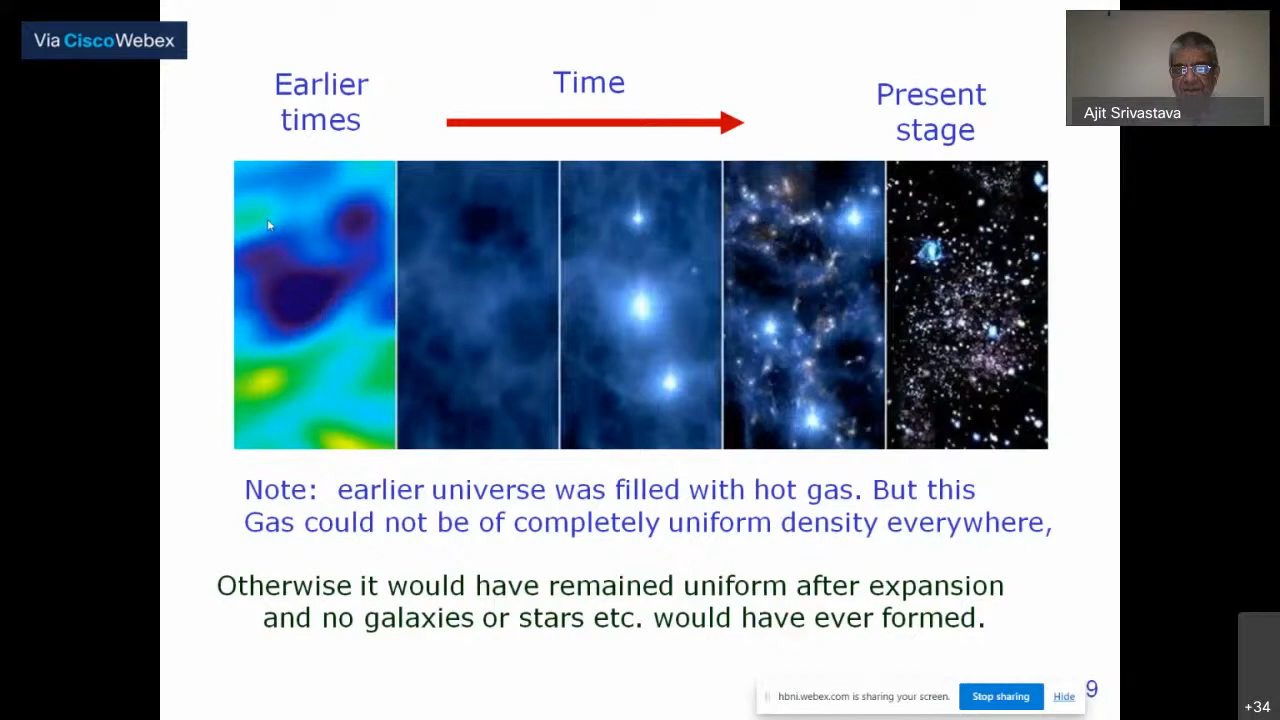 Via CiscoWebex
Earlier
times
Time
Present
stage
Ajit Srivastava
Note: earlier universe was filled with hot gas. But this
Gas could not be of completely uniform density everywhere,
Otherwise it would have remained uniform after expansion
and no galaxies or stars etc. would have ever formed.
hbni.webex.com is sharing your screen.
Stop sharing
Hide
9
+34